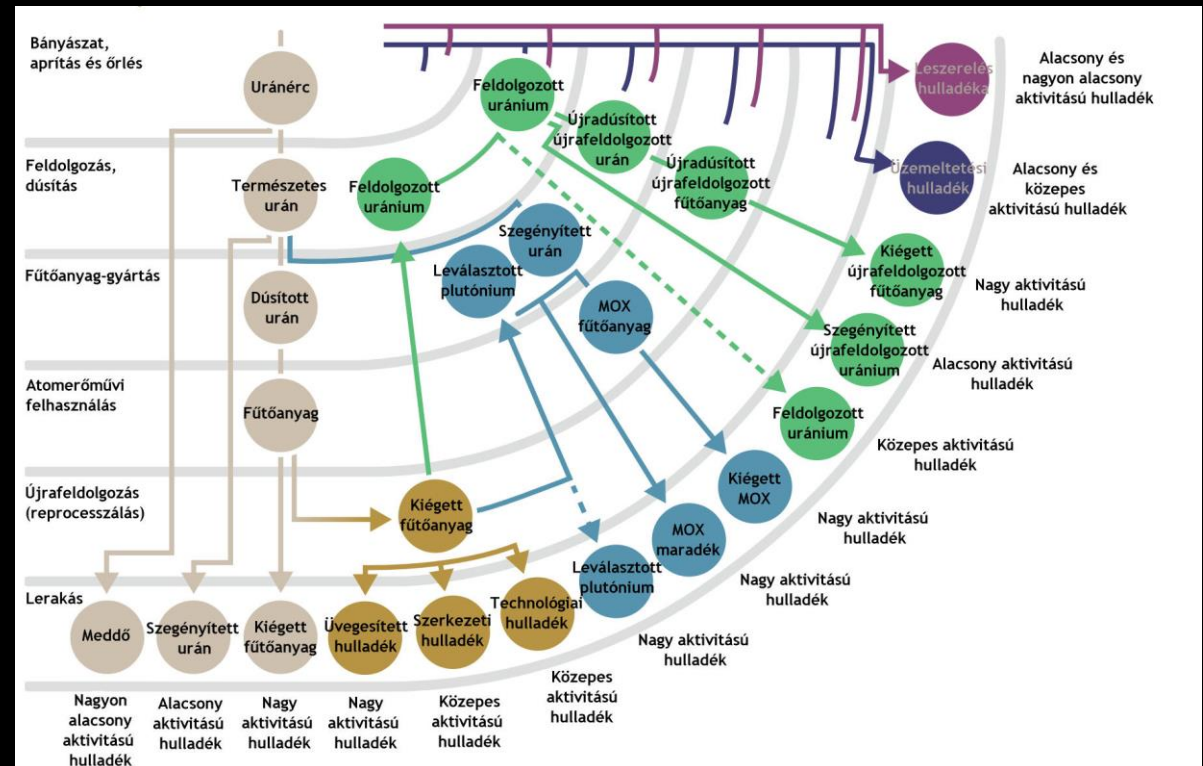 Bányászat,
aprítás és őrlés
Feldolgozás,
dúsítás
Fűtőanyag-gyártás
Atomerőművi
felhasználás
Újrafeldolgozás
(reprocesszálás)
Lerakás
Uránérc
Természetes
urán
Dúsított
urán
Fűtőanyag
Feldolgozott
uránium
Feldolgozott
uránium
Újradúsított
újrafeldolgozott
urán
Újradúsított
újrafeldolgozott
fűtőanyag
Szegényített
urán
Leválasztott
plutónium
MOX
fűtőanyag
Kiégett
fűtőanyag
Leszerelés
hulladéka
Alacsony és
nagyon alacsony
aktivitású hulladék
Üzemeltetési
hulladék
Alacsony és
közepes
aktivitású hulladék
Kiégett
újrafeldolgozott
fűtőanyag
Nagy aktivitású
hulladék
Szegényített
újrafeldolgozott
uránium
Alacsony aktivitású
hulladék
Feldolgozott
uránium
Közepes aktivitású
hulladék
Kiégett
MOX
Nagy aktivitású
hulladék
MOX
maradék
Nagy aktivitású
hulladék
Leválasztott
plutónium
Nagy aktivitású
hulladék
Technológiai
hulladék
Közepes
aktivitású
hulladék
Szerkezeti
hulladék
Közepes
aktivitású
hulladék
Üvegesített
hulladék
Nagy
aktivitású
hulladék
Kiégett
fűtőanyag
Nagy
aktivitású
hulladék
Szegényített
urán
Alacsony
aktivitású
hulladék
Meddő
Nagyon
alacsony
aktivitású
hulladék